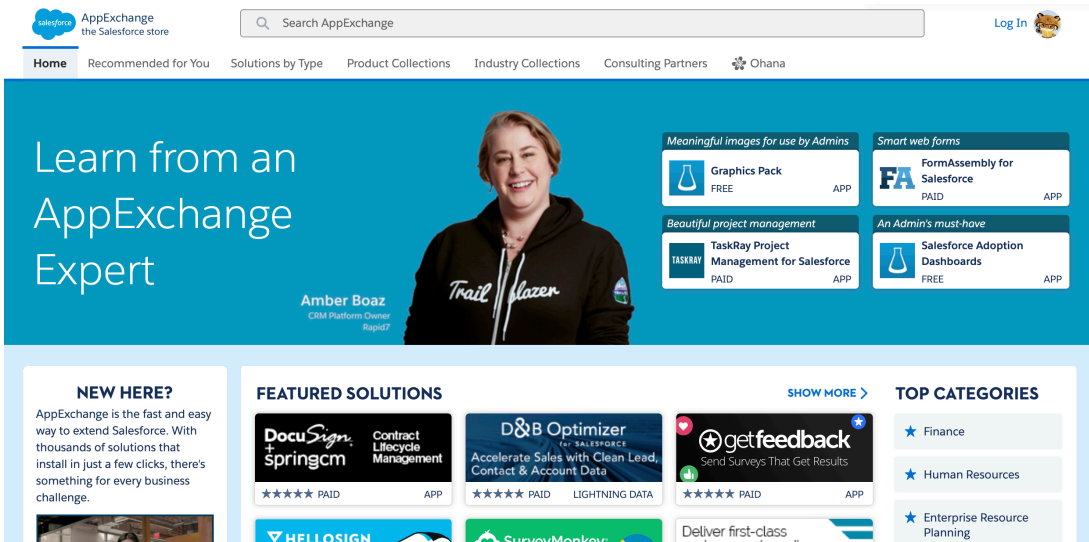 salesforce
AppExchange
the Salesforce store
Search AppExchange
Log In
Home
Recommended for You
Solutions by Type
Product Collections
Industry Collections
Consulting Partners
Ohana
Learn from an
AppExchange
Expert
Trail blazer
Amber Boaz
CRM Platform Owner
Rapid7
Meaningful images for use by Admins
Graphics Pack
FREE APP
Smart web forms
FA
FormAssembly for
Salesforce
PAID APP
Beautiful project management
TASKRAY
TaskRay Project
Management for Salesforce
PAID APP
An Admin's must-have
Salesforce Adoption
Dashboards
FREE APP
NEW HERE?
AppExchange is the fast and easy
way to extend Salesforce. With
thousands of solutions that
install in just a few clicks, there's
something for every business
challenge.
FEATURED SOLUTIONS
SHOW MORE
DocuSign.
+
springcm
Contract
Lifecycle
Management
PAID APP
D&B Optimizer
for SALESFORCE
Accelerate Sales with Clean Lead,
Contact & Account Data
PAID LIGHTNING DATA
getfeedback
Send Surveys That Get Results
PAID APP
HELLOSIGN
SurveyMonkey
Deliver first-class
TOP CATEGORIES
Finance
Human Resources
Enterprise Resource
Planning